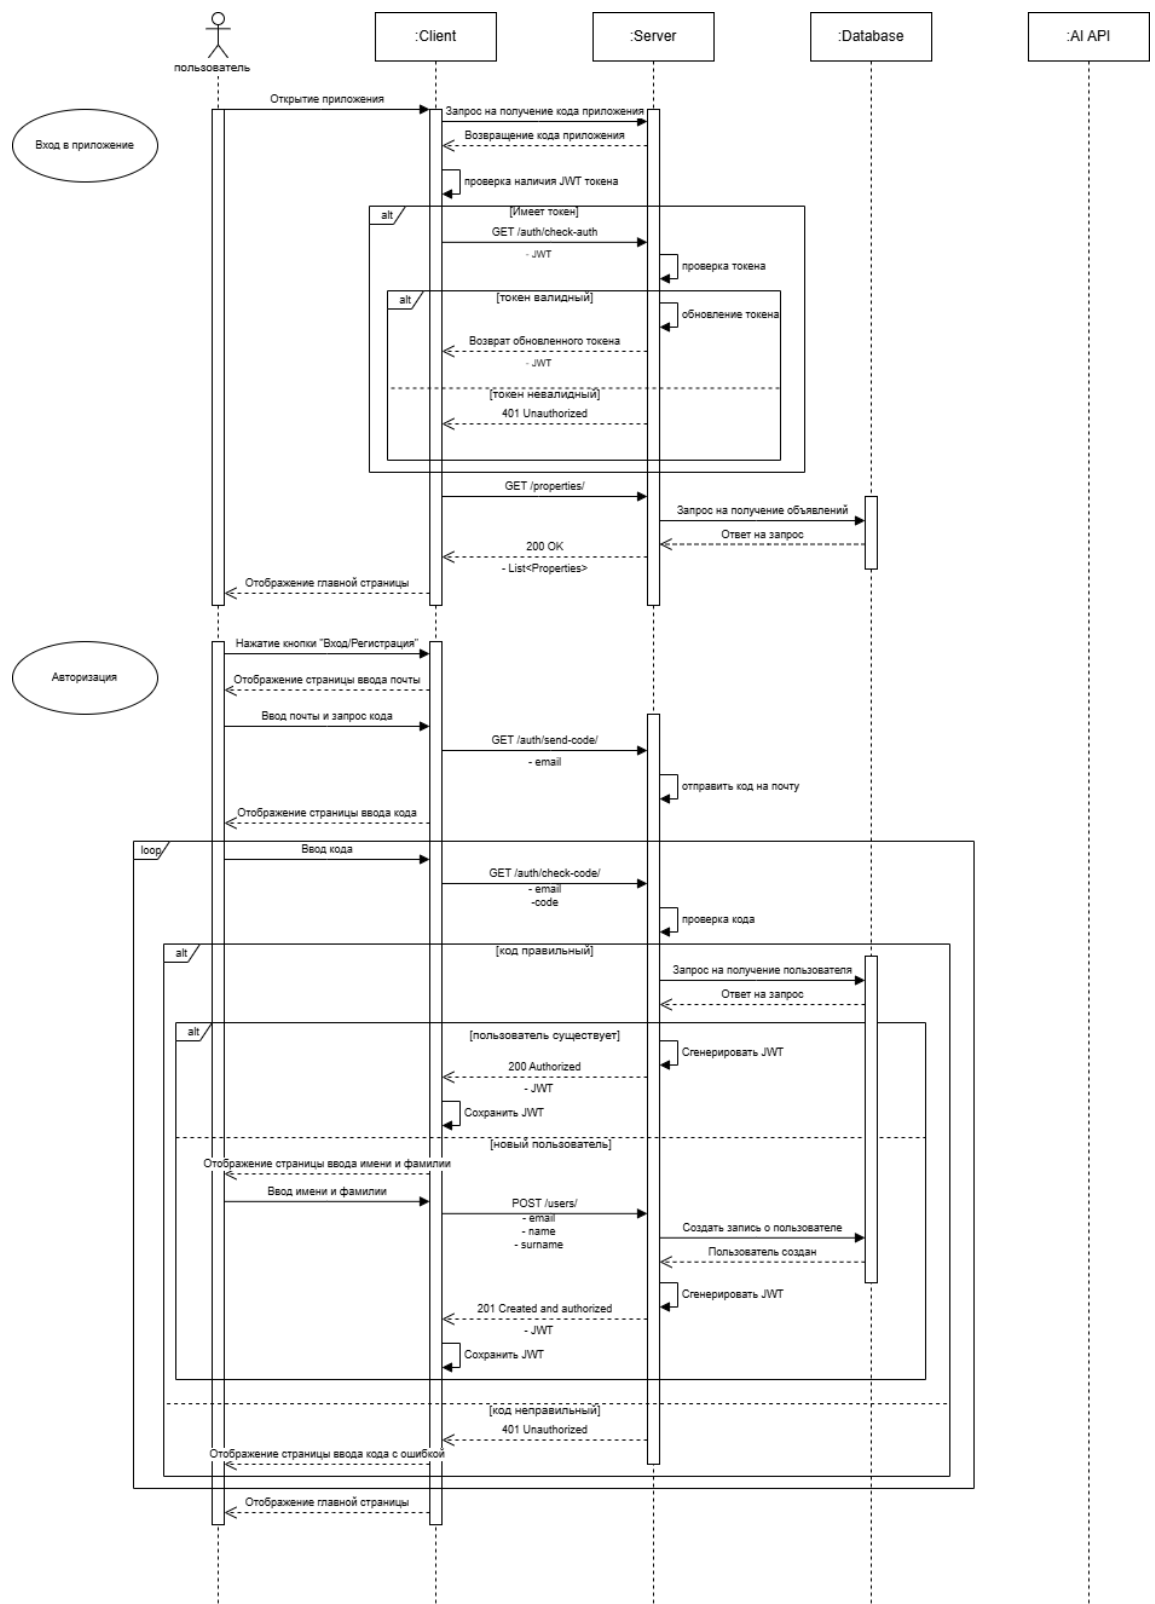 :Client
:Server
:Database
:AI API
пользователь
Открытие приложения
Запрос на получение кода приложения
Возвращение кода приложения
Вход в приложение
проверка наличия JWT токена
alt
[Имеет токен]
GET /auth/check-auth
- JWT
проверка токена
alt
[токен валидный]
обновление токена
Возврат обновленного токена
- JWT
[токен невалидный]
401 Unauthorized
GET /properties/
Запрос на получение объявлений
Ответ на запрос
200 OK
- List<Properties>
Отображение главной страницы
Нажатие кнопки "Вход/Регистрация"
Авторизация
Отображение страницы ввода почты
Ввод почты и запрос кода
GET /auth/send-code/
- email
отправить код на почту
Отображение страницы ввода кода
loop
Ввод кода
GET /auth/check-code/
- email
-code
проверка кода
alt
[код правильный]
Запрос на получение пользователя
Ответ на запрос
alt
[пользователь существует]
Сгенерировать JWT
200 Authorized
- JWT
Сохранить JWT
[новый пользователь]
Отображение страницы ввода имени и фамилии
Ввод имени и фамилии
POST /users/
- email
- name
- surname
Создать запись о пользователе
Пользователь создан
Сгенерировать JWT
201 Created and authorized
- JWT
Сохранить JWT
[код неправильный]
401 Unauthorized
Отображение страницы ввода кода с ошибкой
Отображение главной страницы